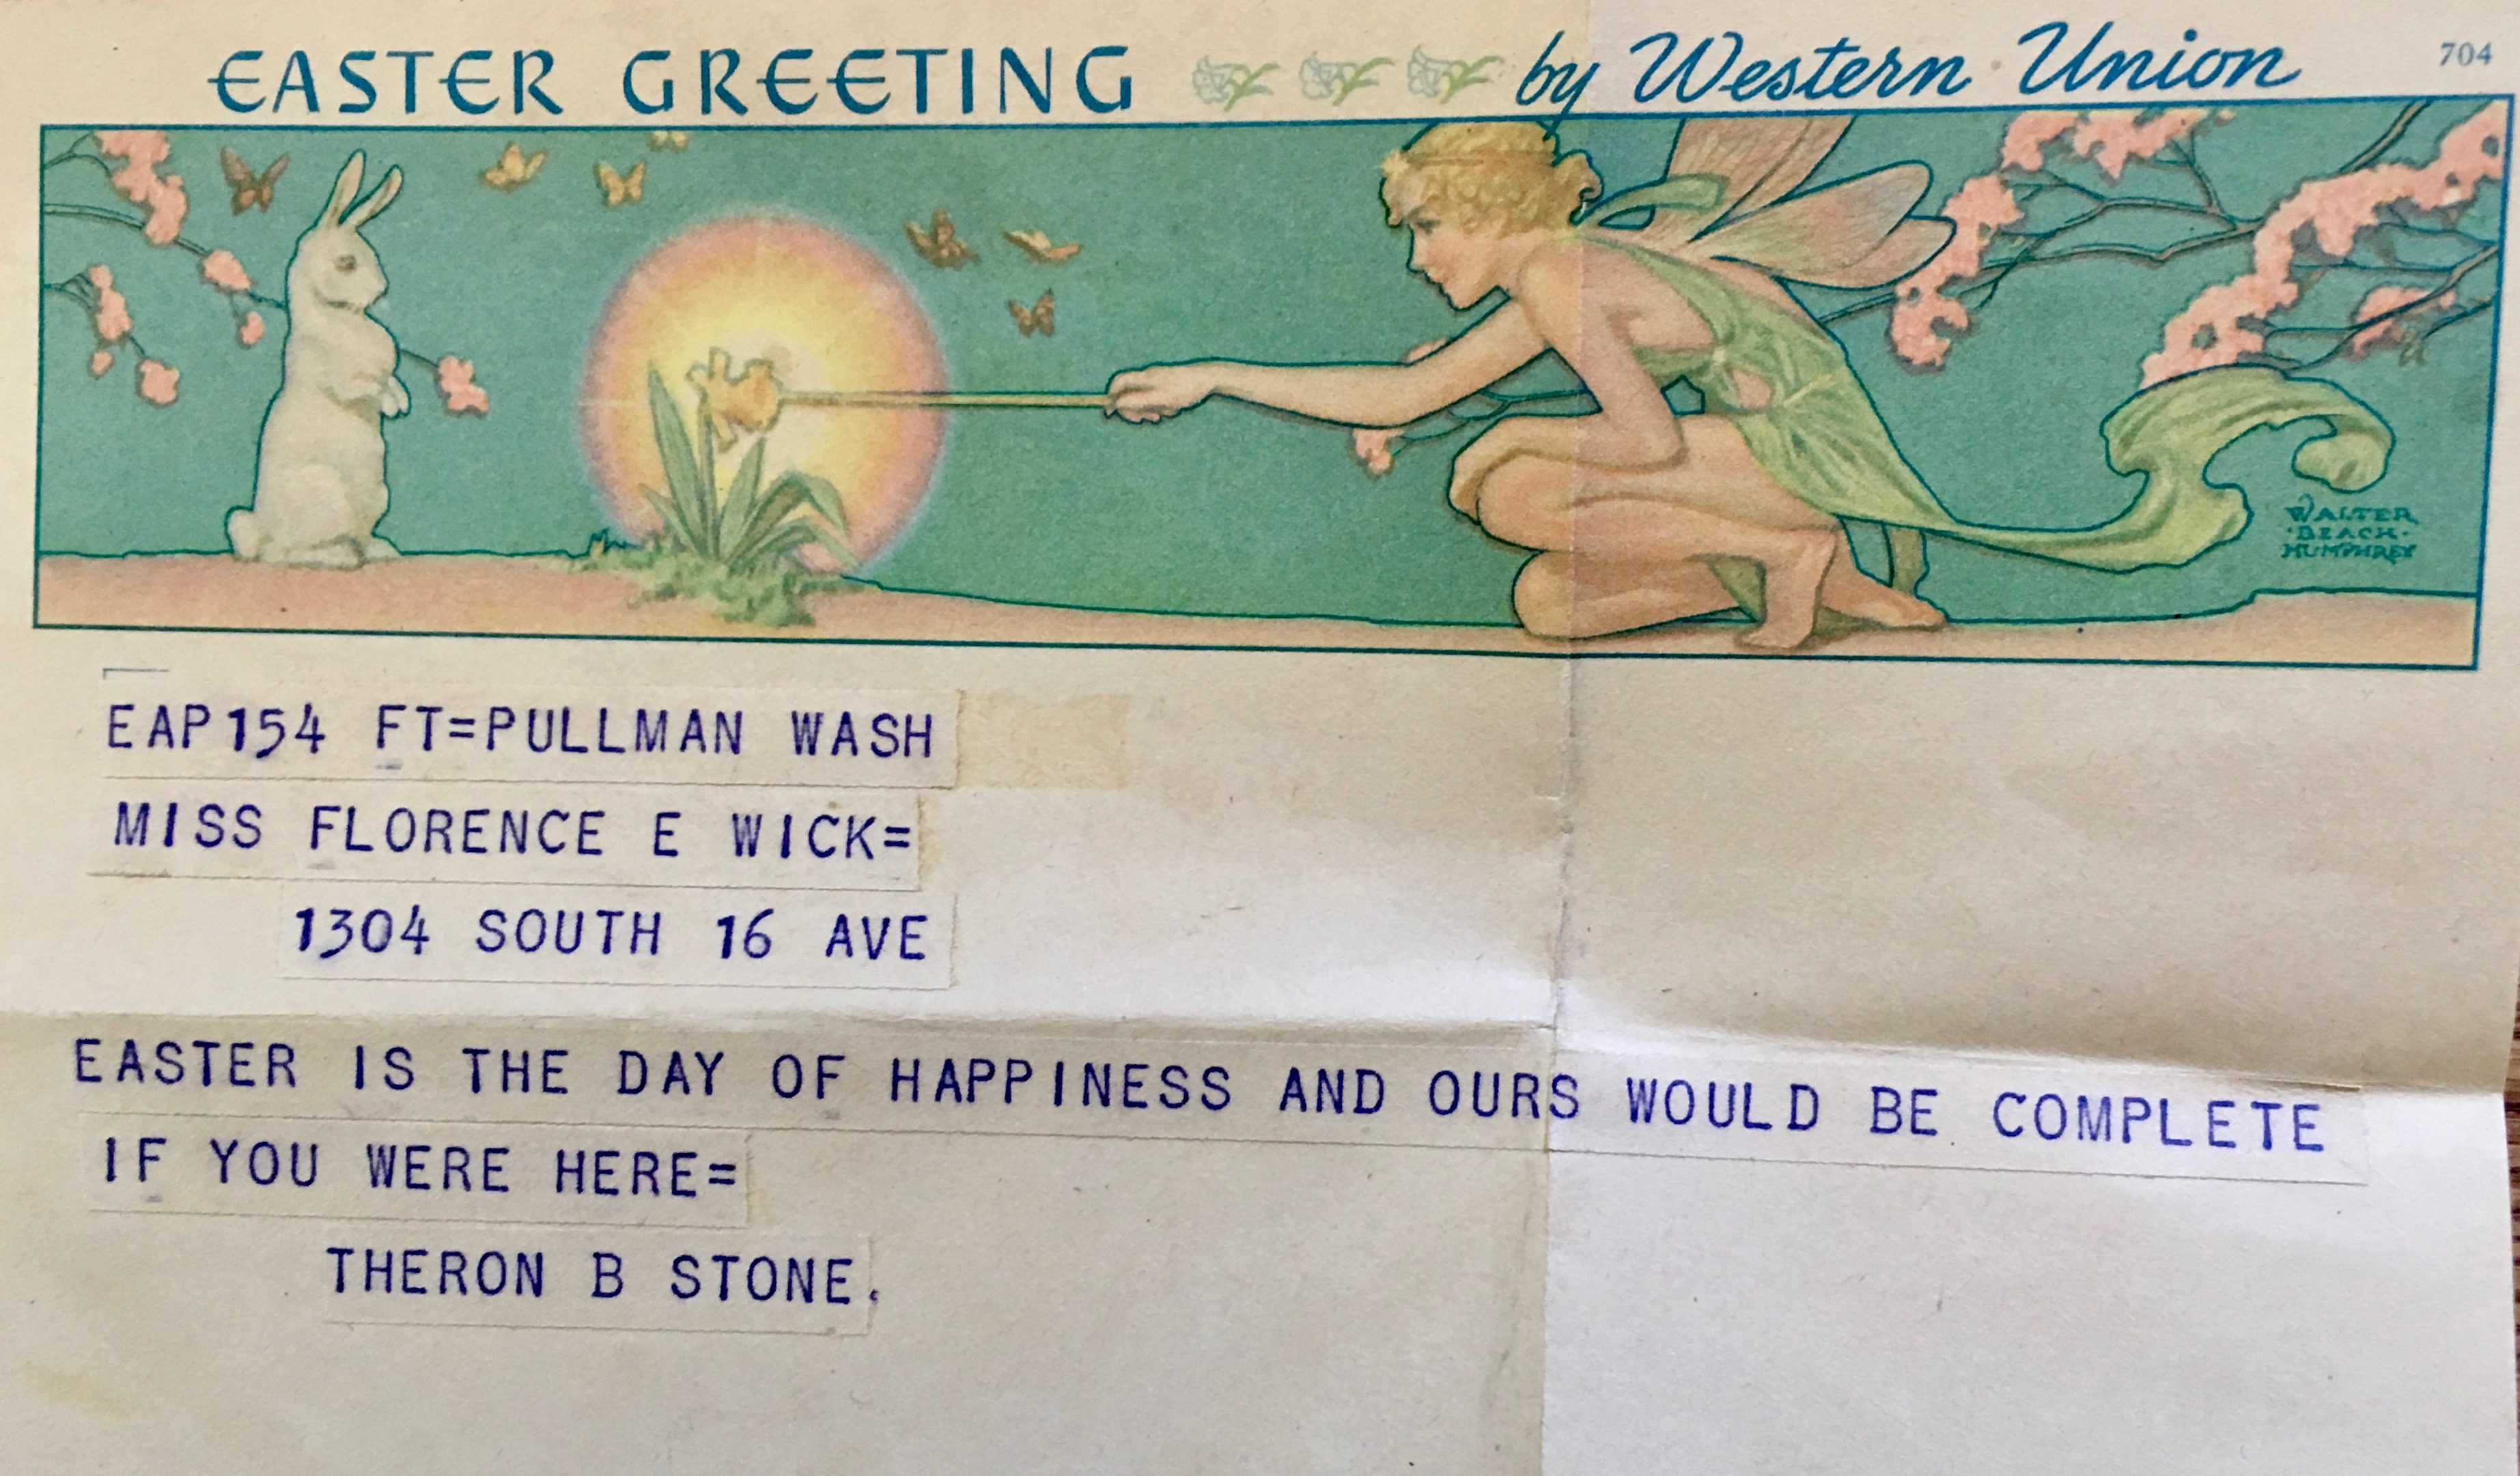 EASTER GREETING by Western Union 704
WALTER
·BEACH·
HUMPHREY
EAP154 FT=PULLMAN WASH
MISS FLORENCE E WICK=
1304 SOUTH 16 AVE
EASTER IS THE DAY OF HAPPINESS AND OURS WOULD BE COMPLETE
IF YOU WERE HERE=
THERON B STONE.